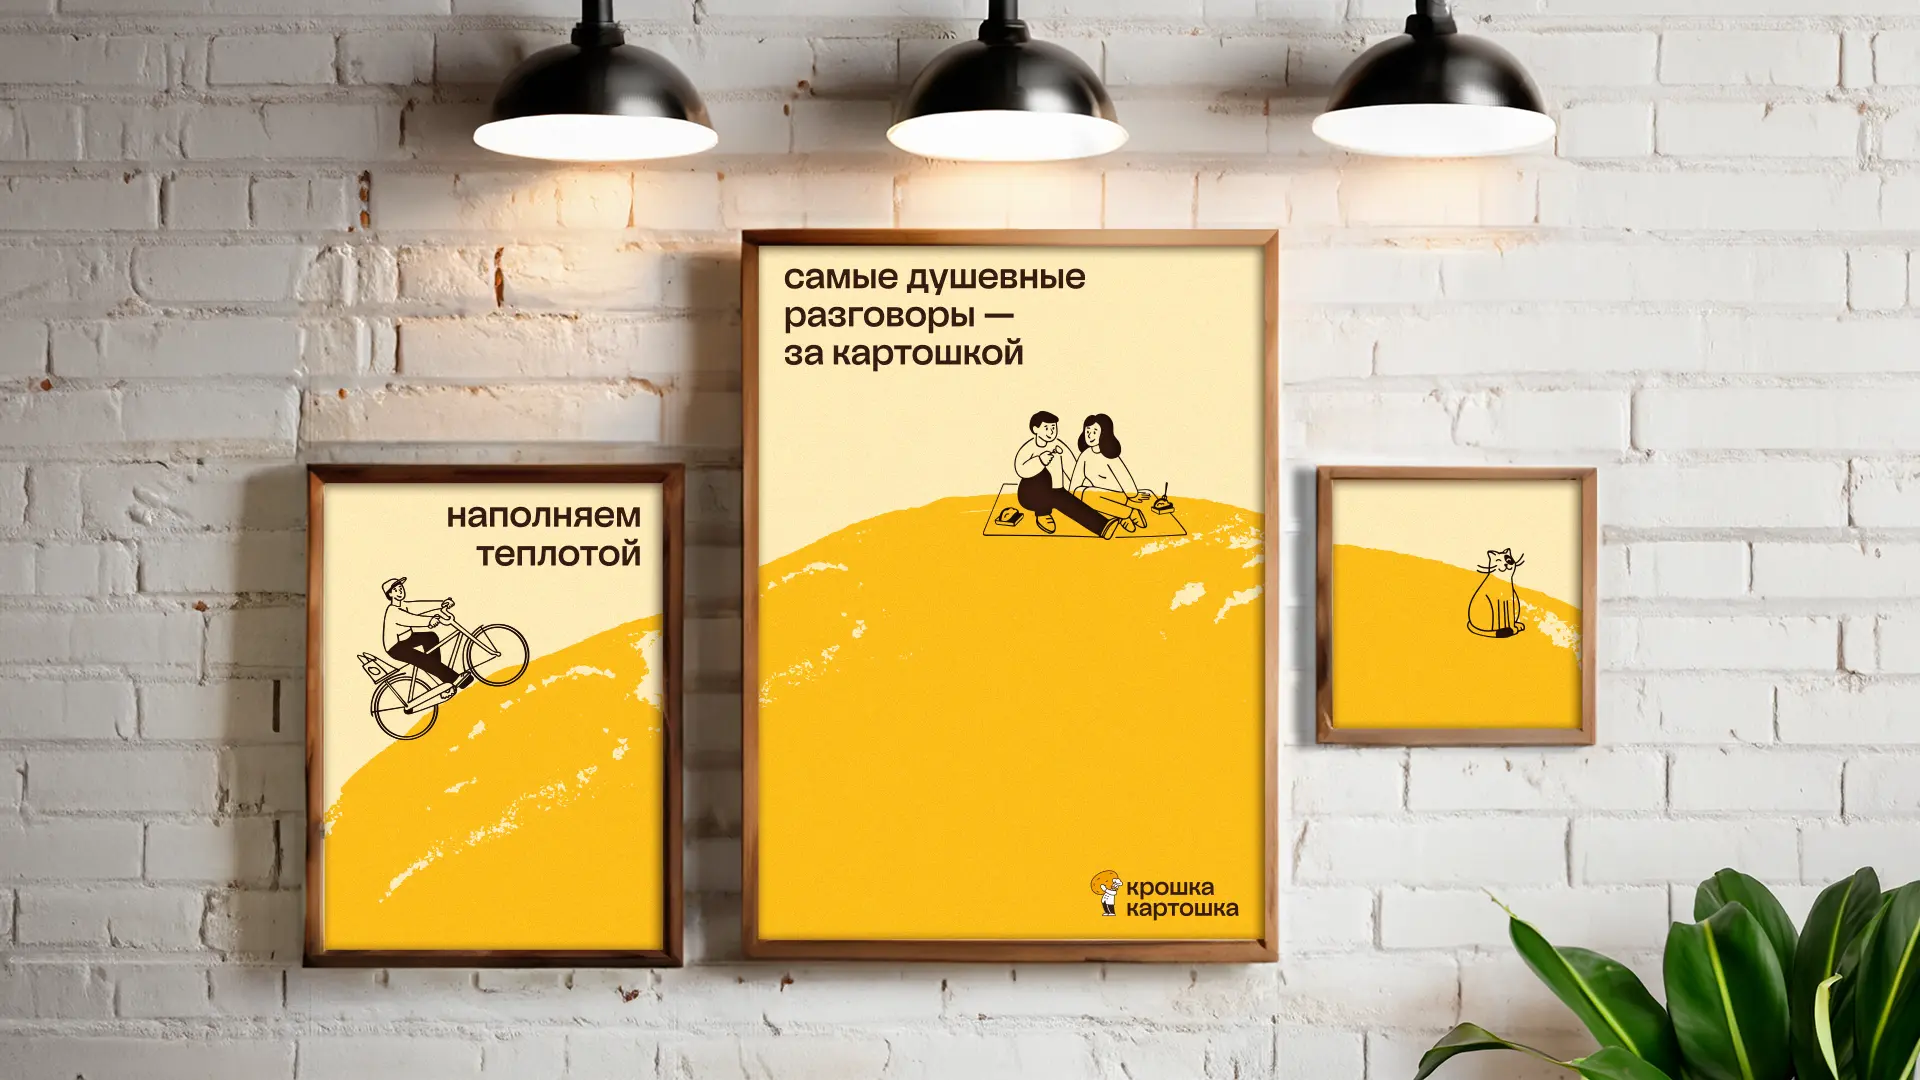 наполняем
теплотой
самые душевные
разговоры —
за картошкой
крошка
картошка